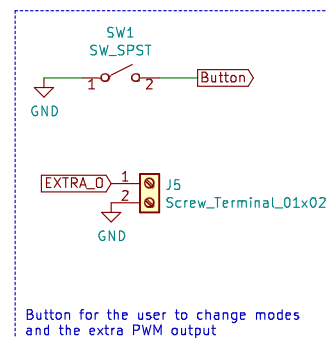 SW1
SW_SPST
1
2
Button
GND
EXTRA_O
1
2
J5
Screw_Terminal_01x02
GND
Button for the user to change modes
and the extra PWM output